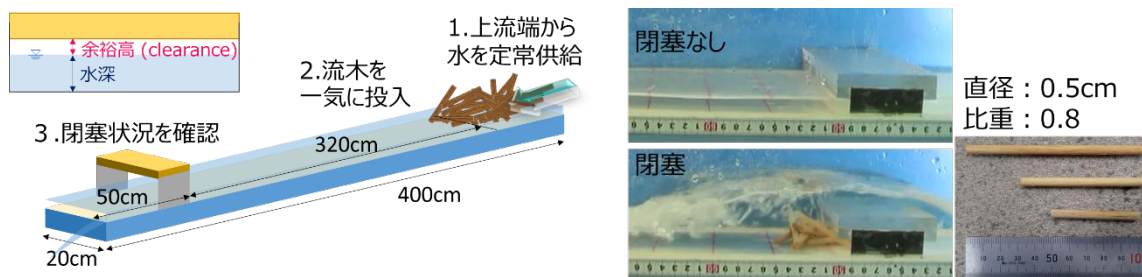 余裕高 (clearance)
水深
1.上流端から
水を定常供給
2.流木を
一気に投入
3.閉塞状況を確認
320cm
50cm
400cm
20cm
閉塞なし
閉塞
直径：0.5cm
比重：0.8